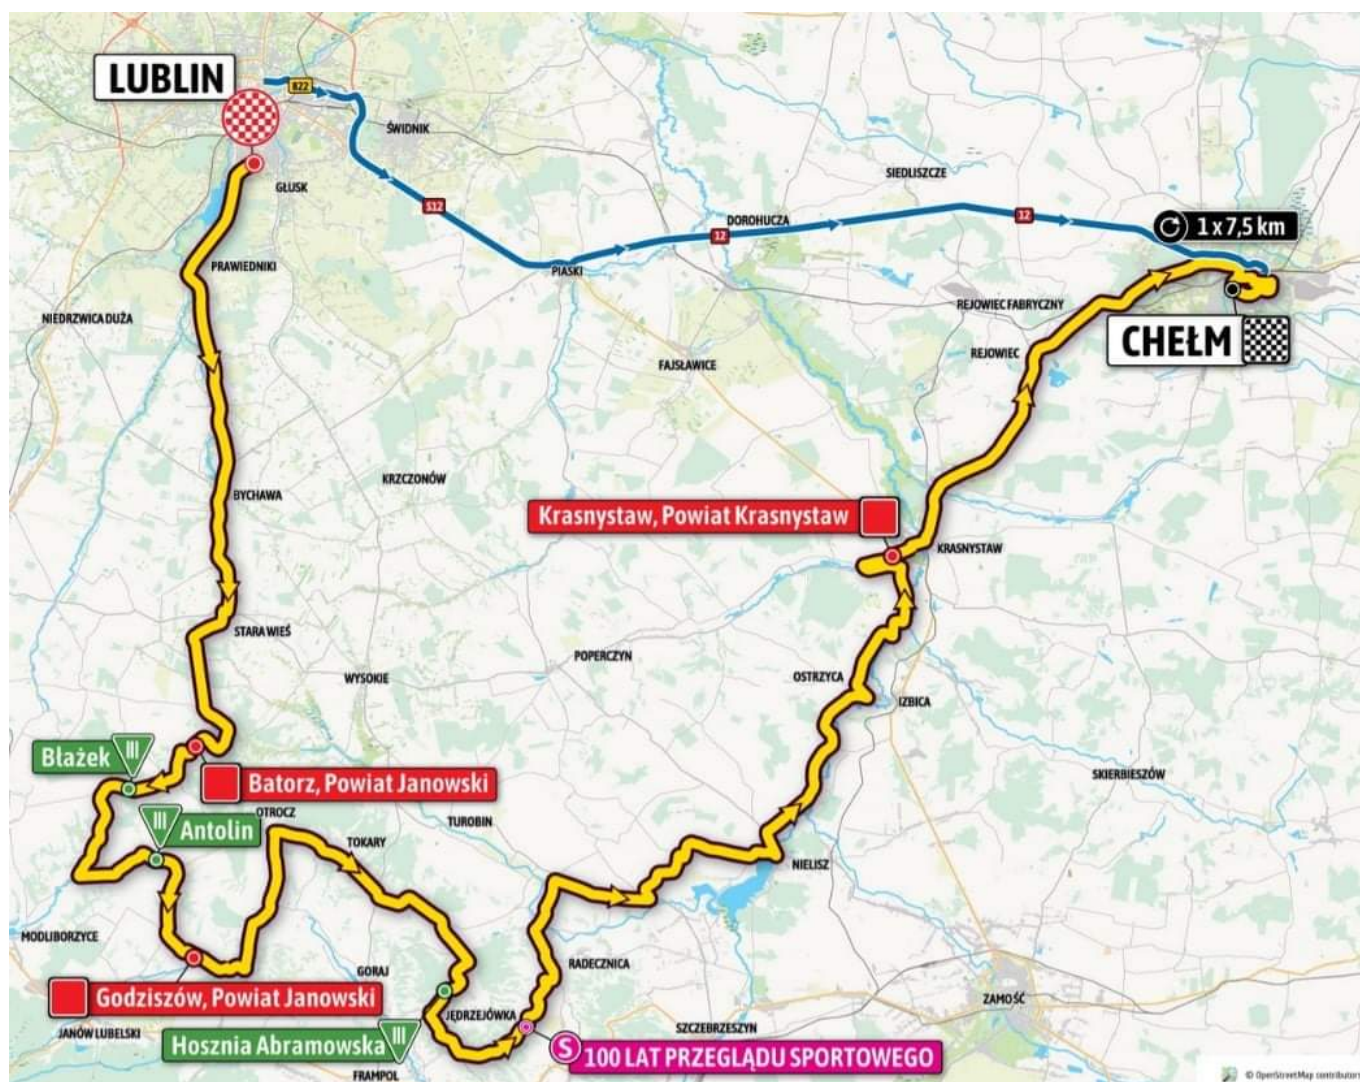 LUBLIN
822
ŚWIDNIK
GŁUSK
S12
SIEDLISZCZE
DOROHUCZA
12
12
1 x 7,5 km
PIASKI
PRAWIEDNIKI
NIEDRZWICA DUŻA
REJOWIEC FABRYCZNY
CHEŁM
REJOWIEC
FAJSŁAWICE
KRZCZONÓW
BYCHAWA
Krasnystaw, Powiat Krasnystaw
KRASNYSTAW
STARA WIEŚ
POPERCZYN
WYSOKIE
OSTRZYCA
IZBICA
Błażek
III
Batorz, Powiat Janowski
SKIERBIESZÓW
OTROCZ
III
Antolin
TUROBIN
TOKARY
NIELISZ
MODLIBORZYCE
GORAJ
RADECZNICA
Godziszów, Powiat Janowski
ZAMOŚĆ
JĘDRZEJÓWKA
JANÓW LUBELSKI
SZCZEBRZESZYN
Hosznia Abramowska
III
S
100 LAT PRZEGLĄDU SPORTOWEGO
FRAMPOL
© OpenStreetMap contributors